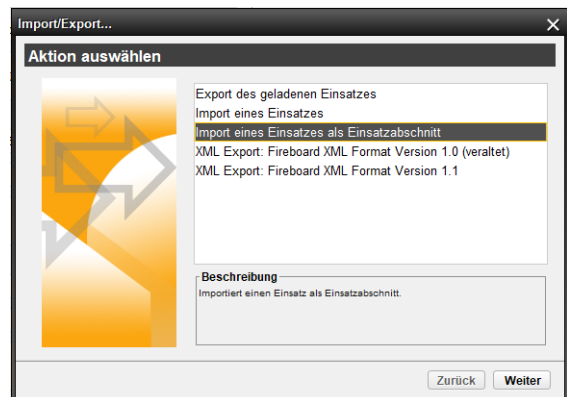 Import/Export...
Aktion auswählen
Export des geladenen Einsatzes
Import eines Einsatzes
Import eines Einsatzes als Einsatzabschnitt
XML Export: Fireboard XML Format Version 1.0 (veraltet)
XML Export: Fireboard XML Format Version 1.1
Beschreibung
Importiert einen Einsatz als Einsatzabschnitt.
Zurück Weiter